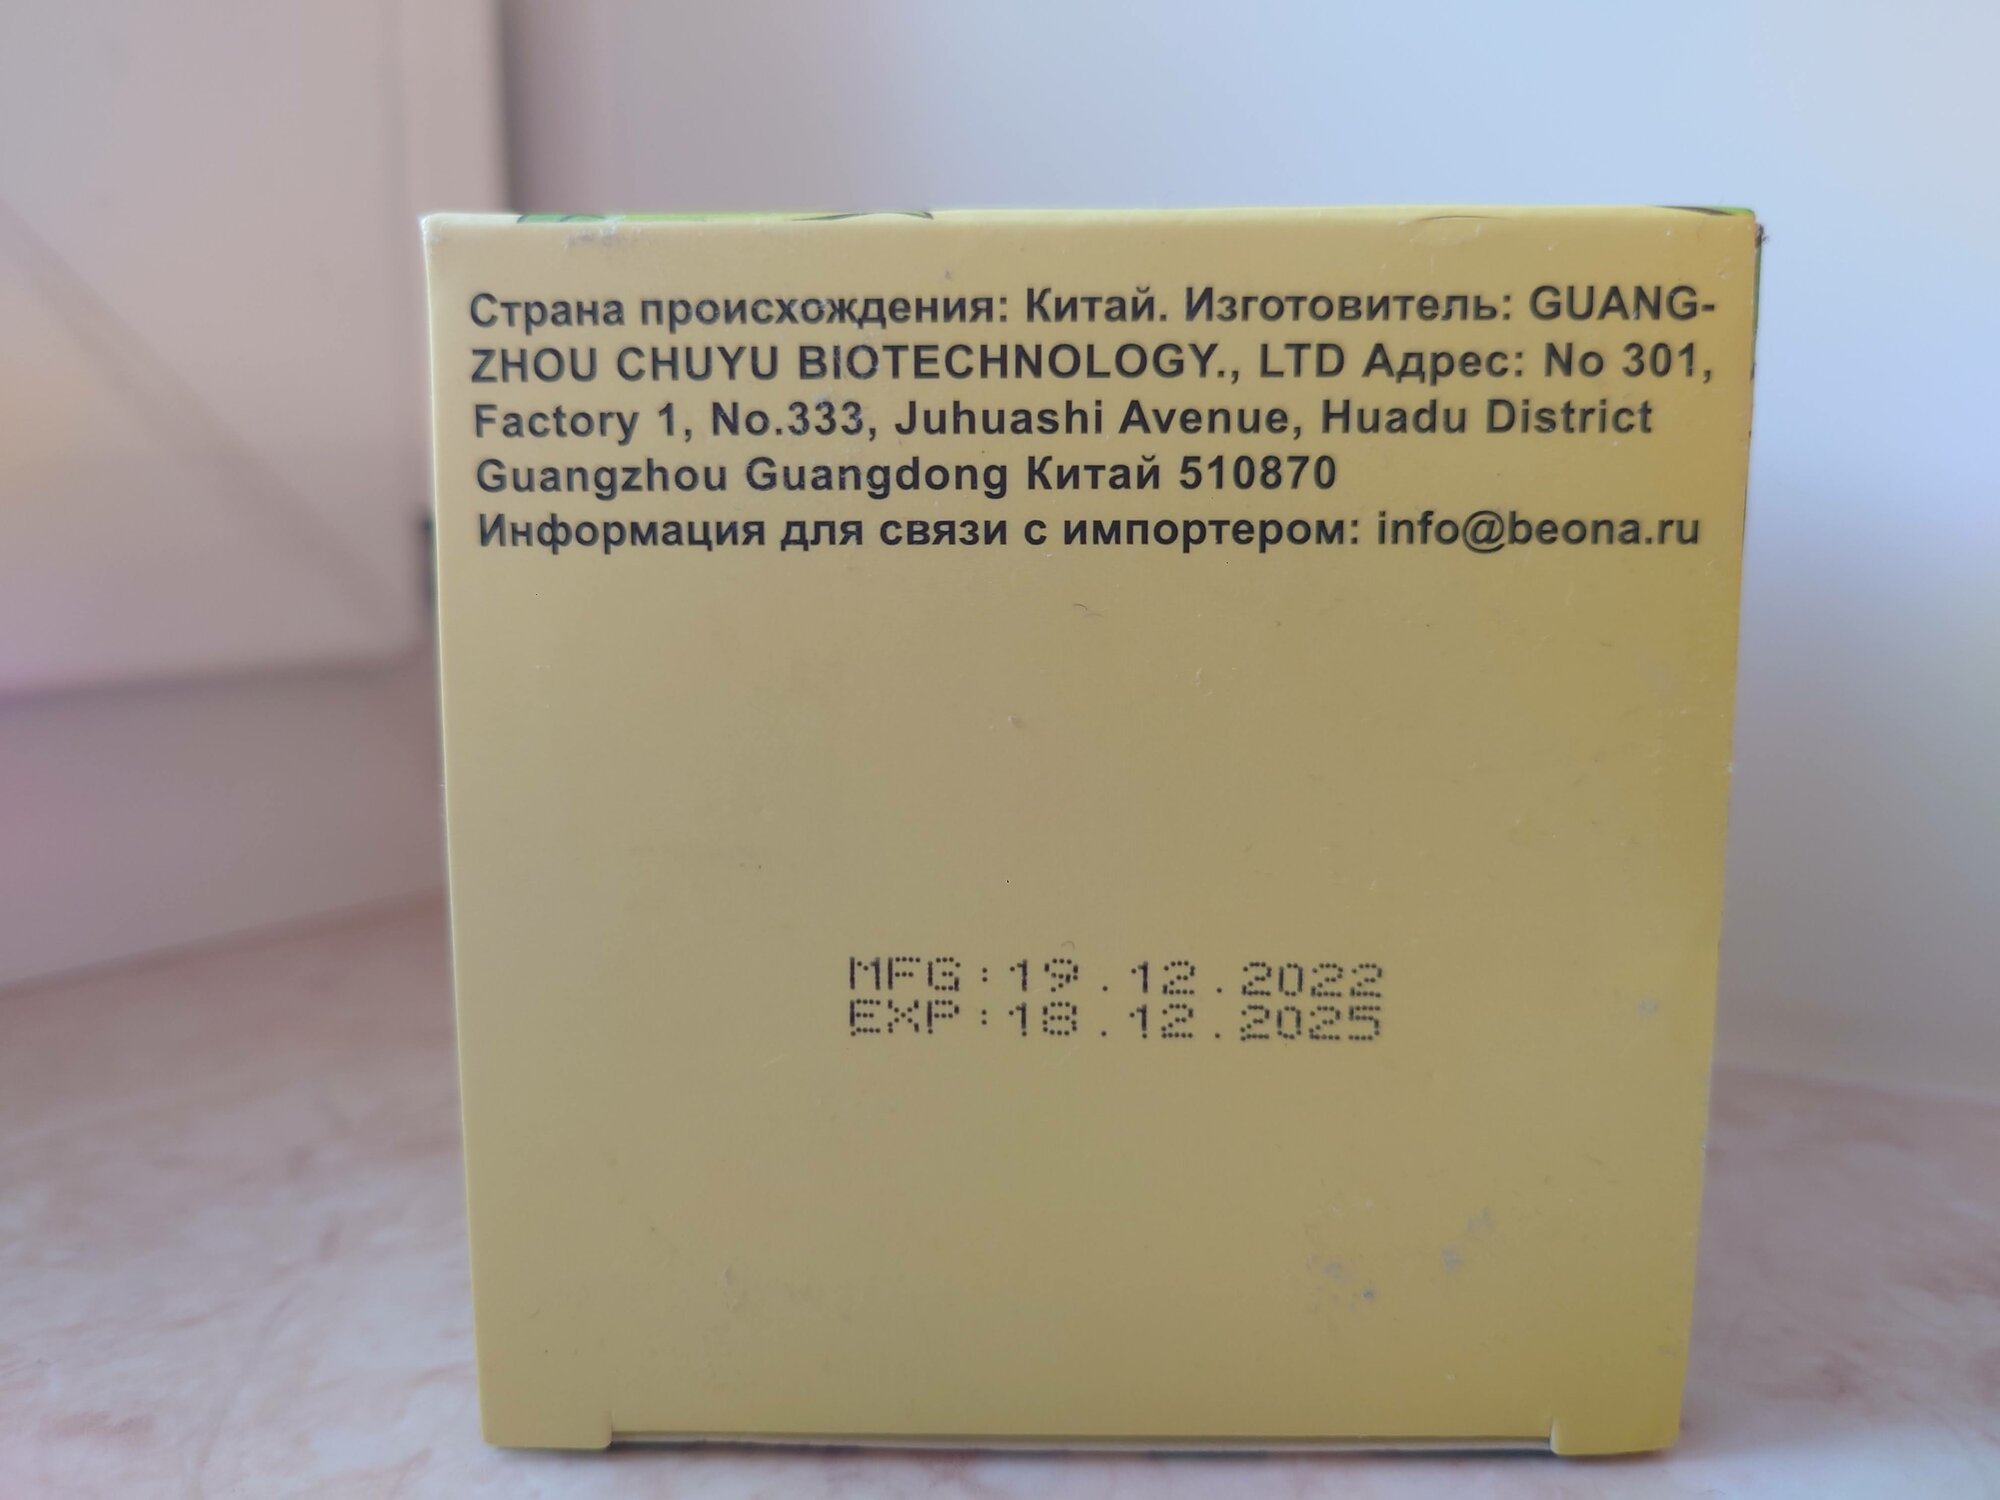 Страна происхождения: Китай. Изготовитель: GUANG-
ZHOU CHUYU BIOTECHNOLOGY., LTD Адрес: No 301,
Factory 1, No.333, Juhuashi Avenue, Huadu District
Guangzhou Guangdong Китай 510870
Информация для связи с импортером: info@beona.ru
MFG:19.12.2022
EXP:18.12.2025